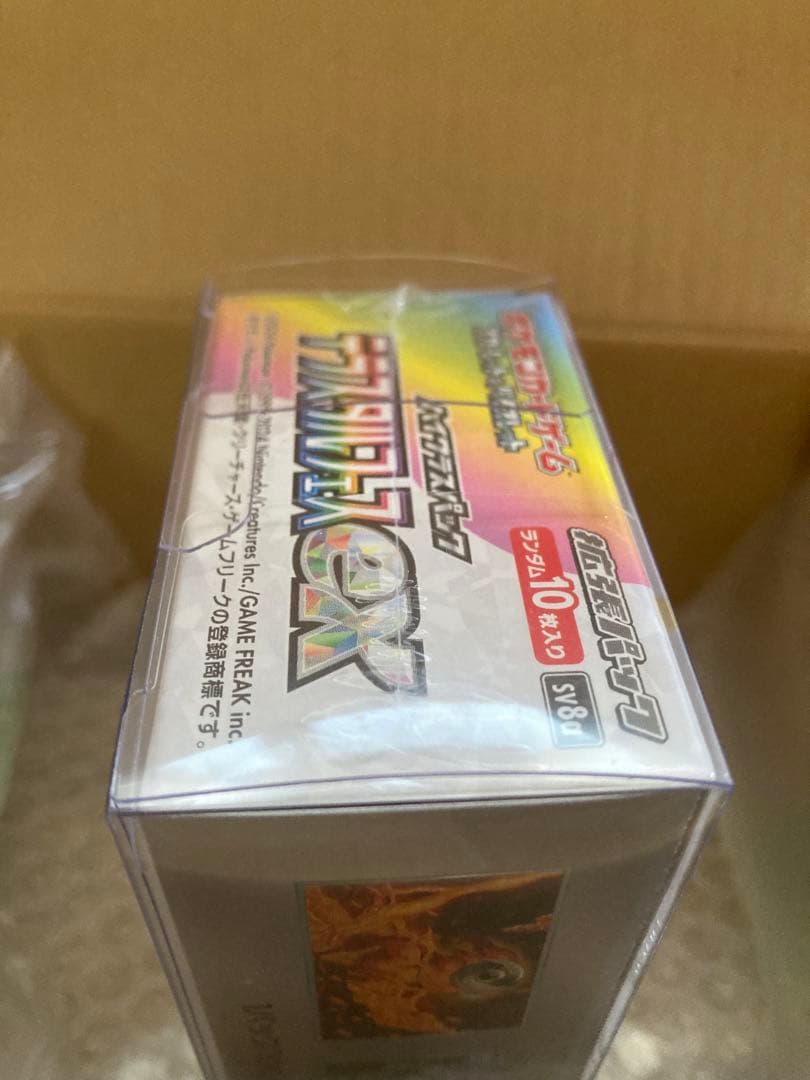 ポケモンカードゲーム
スカーレット&バイオレット
拡張パック
ハイクラスパック
ランダム10枚入り
SV8a
テラスタルフェスex
Nintendo/Creatures Inc./GAME FREAK inc.
クリーチャーズ・ゲームフリークの登録商標です。